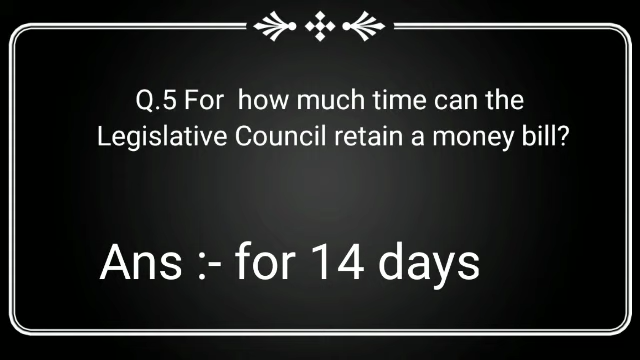 Q.5 For  how much time can the
Legislative Council retain a money bill?
Ans :- for 14 days